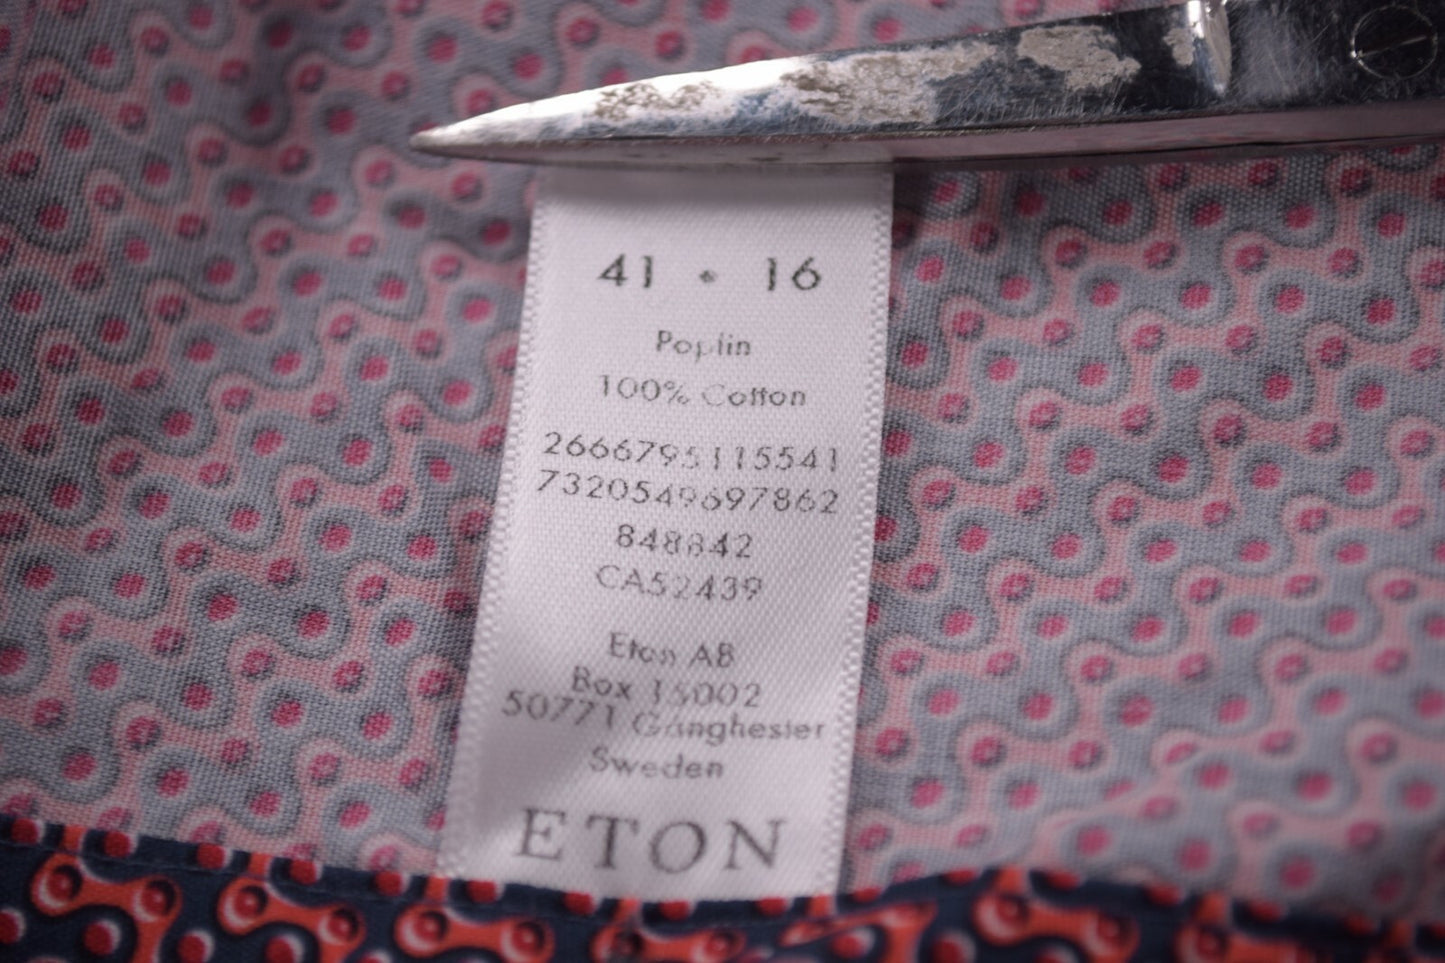 41 • 16
Poplin
100% Cotton
2666795115541
7320549697862
848842
CA52439
Eton AB
Box 15002
50771 Gånghester
Sweden
ETON